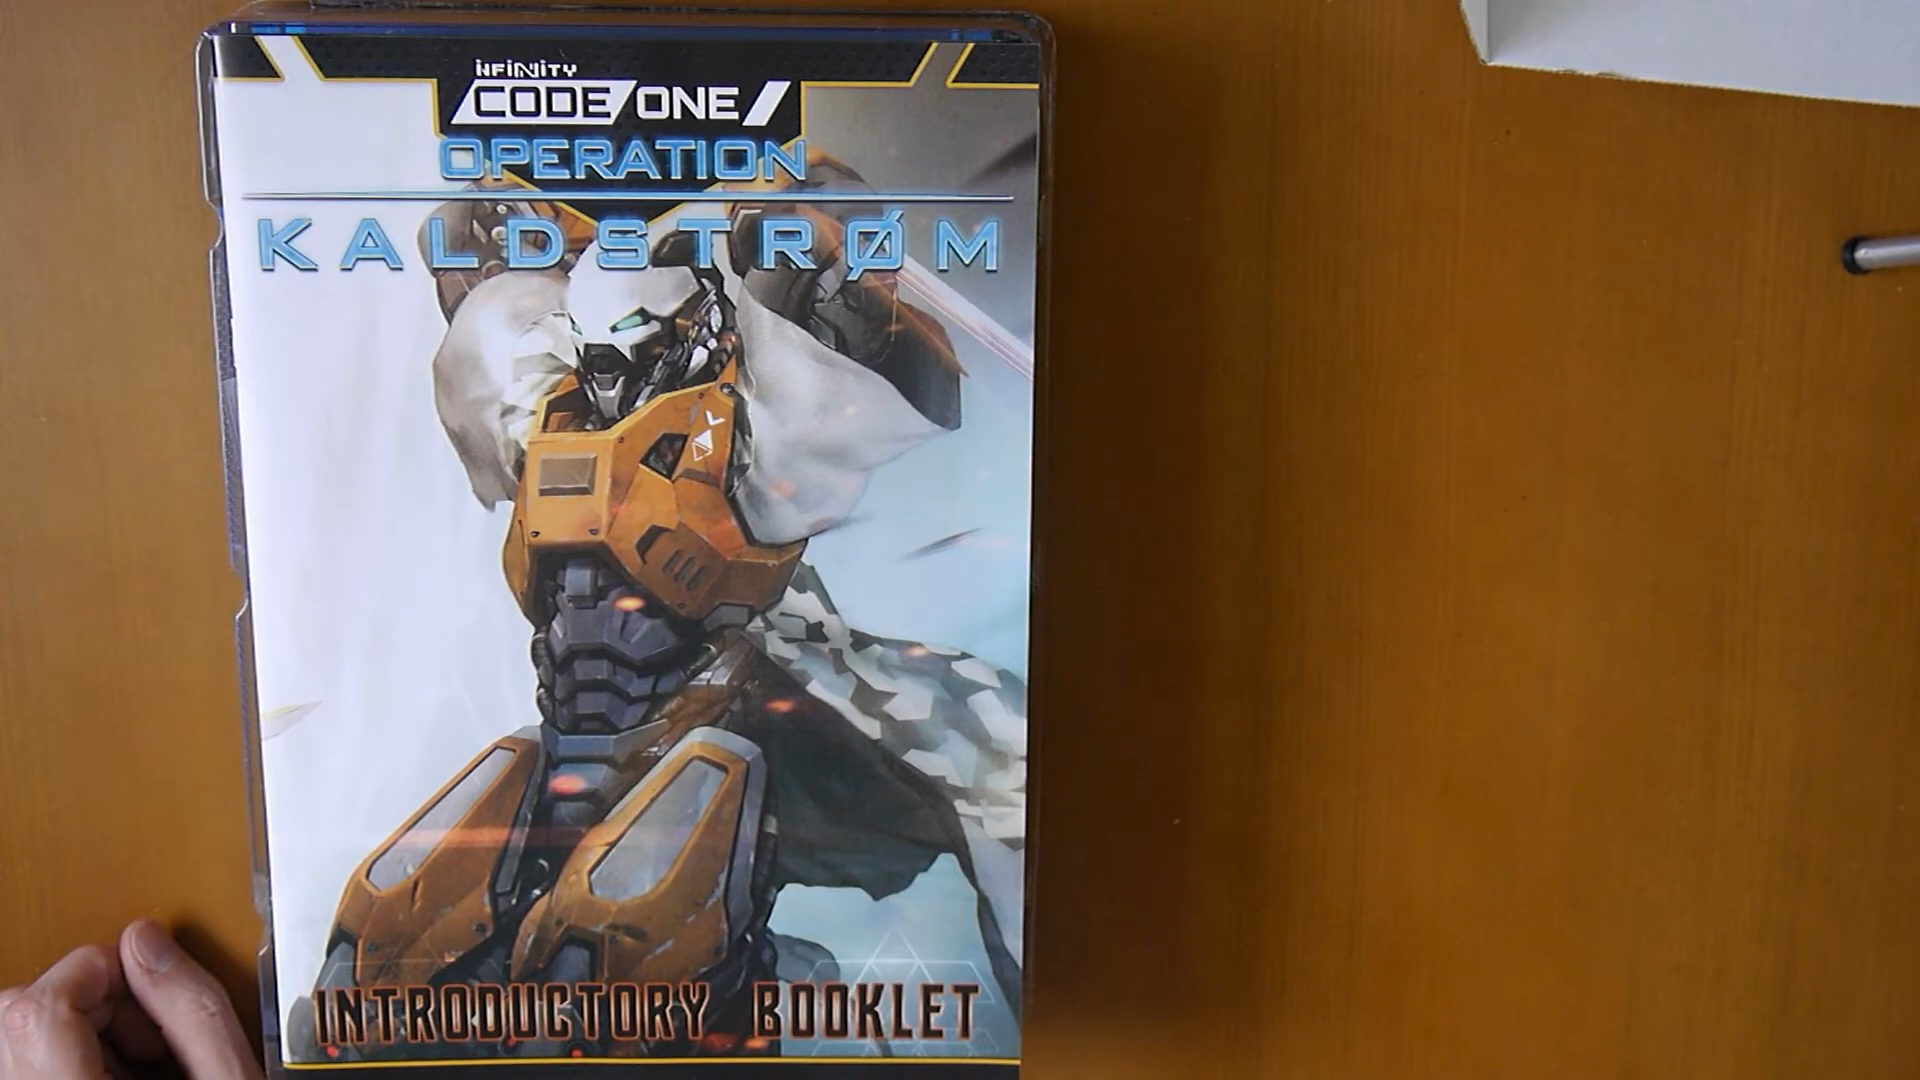 INFINITY
CODE/ONE/
OPERATION
KALDSTRØM
INTRODUCTORY BOOKLET